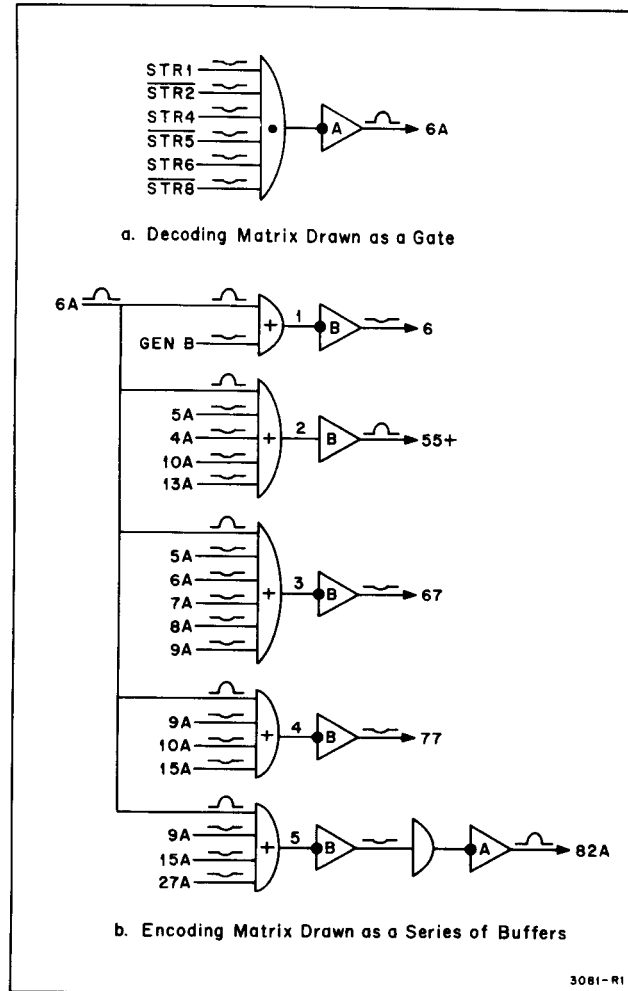 STR1
STR2
STR4
STR5
STR6
STR8
A
6A
a. Decoding Matrix Drawn as a Gate
6A
GEN B
+
1
B
6
5A
4A
10A
13A
+
2
B
55+
5A
6A
7A
8A
9A
+
3
B
67
9A
10A
15A
+
4
B
77
9A
15A
27A
+
5
B
A
82A
b. Encoding Matrix Drawn as a Series of Buffers
3081-R1